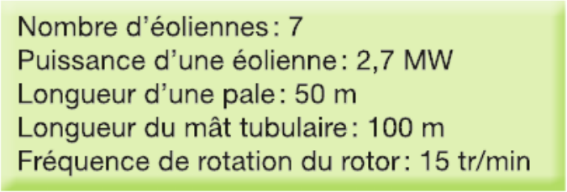 Nombre d’éoliennes : 7
Puissance d’une éolienne : 2,7 MW
Longueur d’une pale : 50 m
Longueur du mât tubulaire : 100 m
Fréquence de rotation du rotor : 15 tr/min